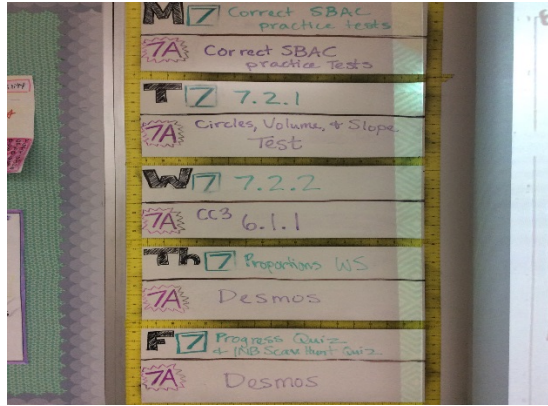 M 7 Correct SBAC
practice tests
7A Correct SBAC
practice Tests
T 7 7.2.1
7A Circles, Volume, + Slope
Test
W 7 7.2.2
7A CC3 6.1.1
Th 7 Proportions WS
7A Desmos
F 7 Progress Quiz
+ INB Scave Hunt Quiz
7A Desmos